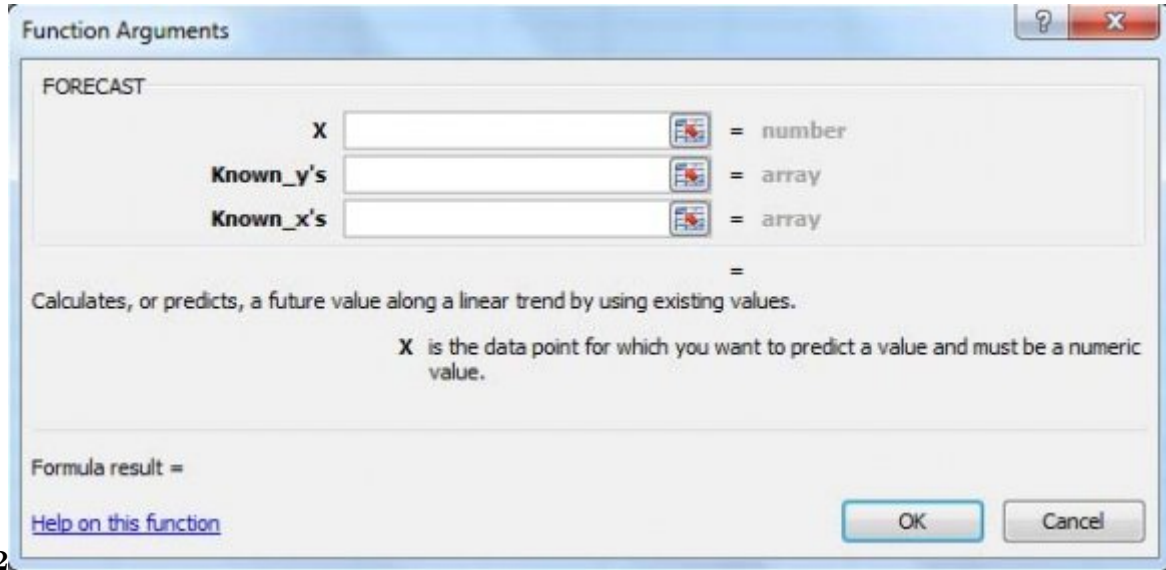 Function Arguments
?
FORECAST
X = number
Known_y's = array
Known_x's = array
=
Calculates, or predicts, a future value along a linear trend by using existing values.
X is the data point for which you want to predict a value and must be a numeric
value.
Formula result =
Help on this function
OK Cancel
2